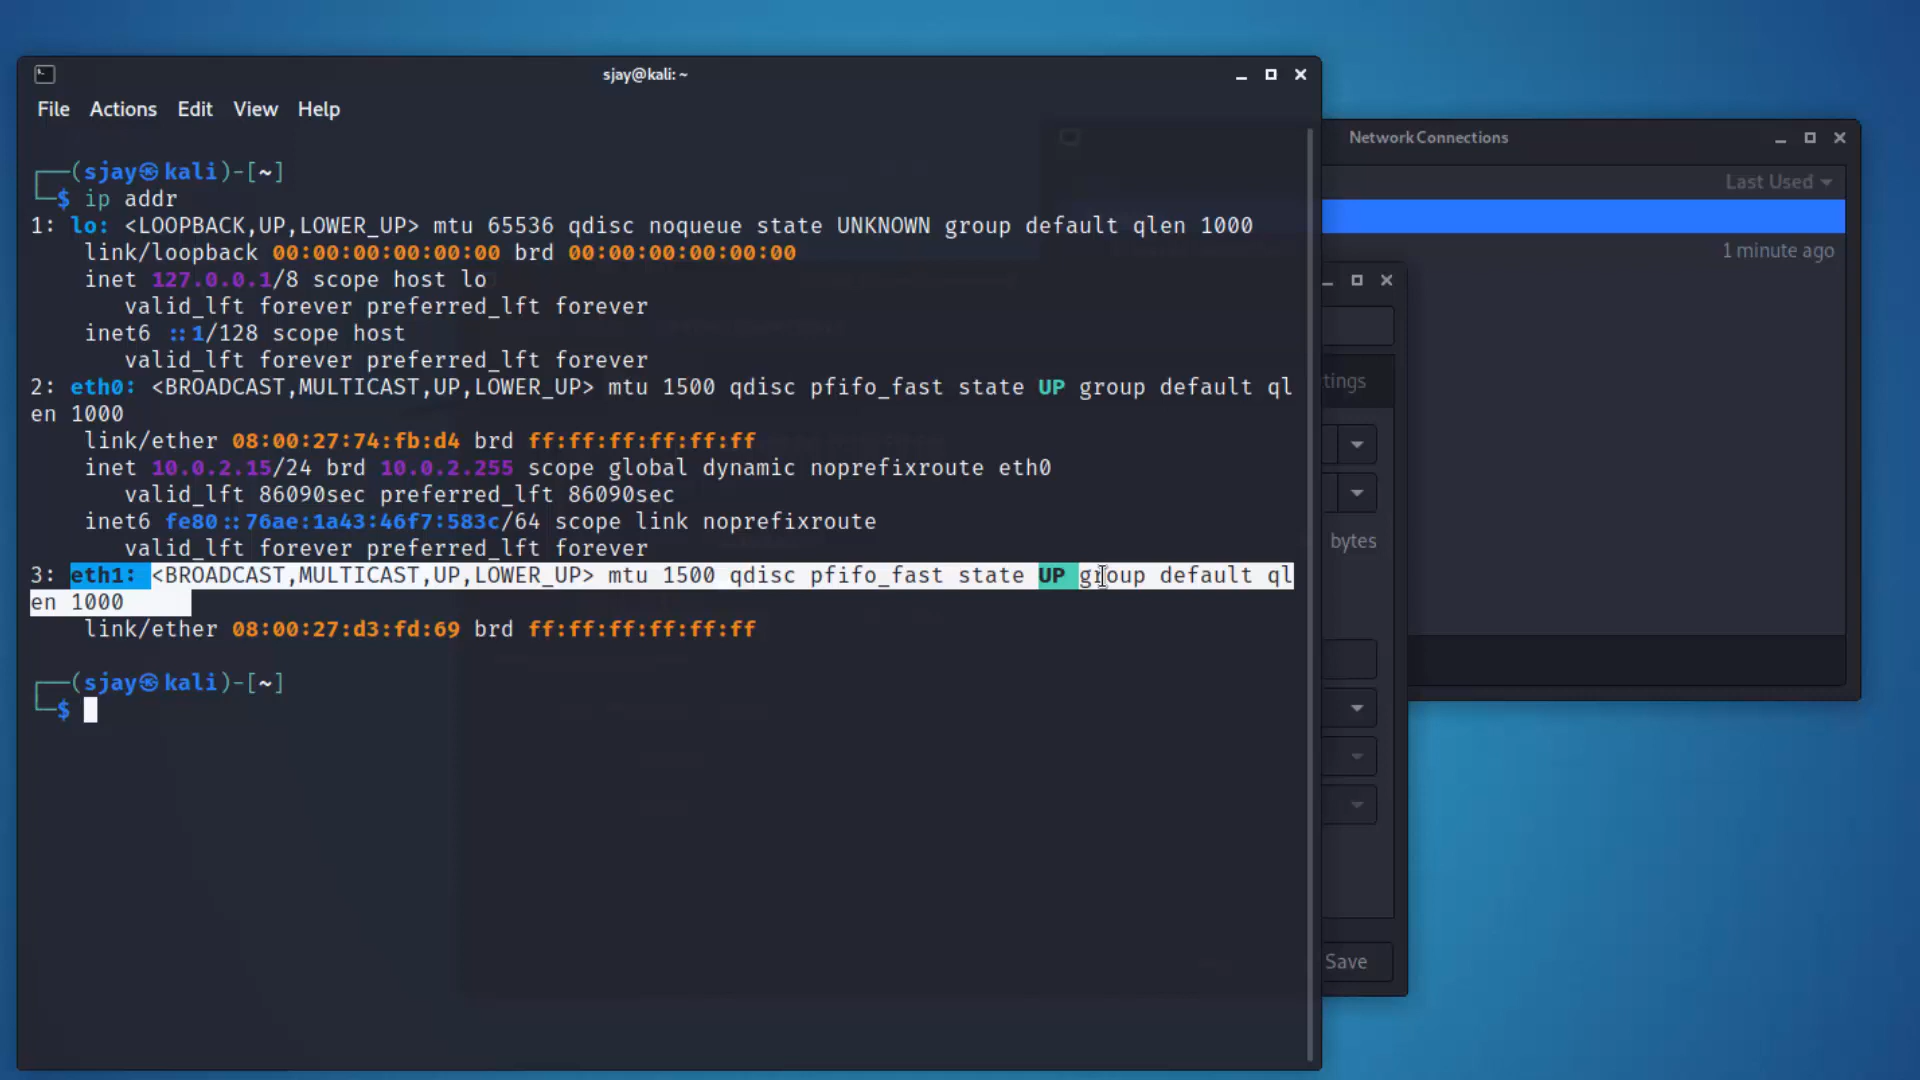 sjay@kali: ~
File Actions Edit View Help
┌──(sjay㉿kali)-[~]
└─$ ip addr
1: lo: <LOOPBACK,UP,LOWER_UP> mtu 65536 qdisc noqueue state UNKNOWN group default qlen 1000
link/loopback 00:00:00:00:00:00 brd 00:00:00:00:00:00
inet 127.0.0.1/8 scope host lo
valid_lft forever preferred_lft forever
inet6 ::1/128 scope host
valid_lft forever preferred_lft forever
2: eth0: <BROADCAST,MULTICAST,UP,LOWER_UP> mtu 1500 qdisc pfifo_fast state UP group default ql
en 1000
link/ether 08:00:27:74:fb:d4 brd ff:ff:ff:ff:ff:ff
inet 10.0.2.15/24 brd 10.0.2.255 scope global dynamic noprefixroute eth0
valid_lft 86090sec preferred_lft 86090sec
inet6 fe80::76ae:1a43:46f7:583c/64 scope link noprefixroute
valid_lft forever preferred_lft forever
3: eth1: <BROADCAST,MULTICAST,UP,LOWER_UP> mtu 1500 qdisc pfifo_fast state UP group default ql
en 1000
link/ether 08:00:27:d3:fd:69 brd ff:ff:ff:ff:ff:ff
┌──(sjay㉿kali)-[~]
└─$
Network Connections
Last Used
1 minute ago
tings
bytes
Save